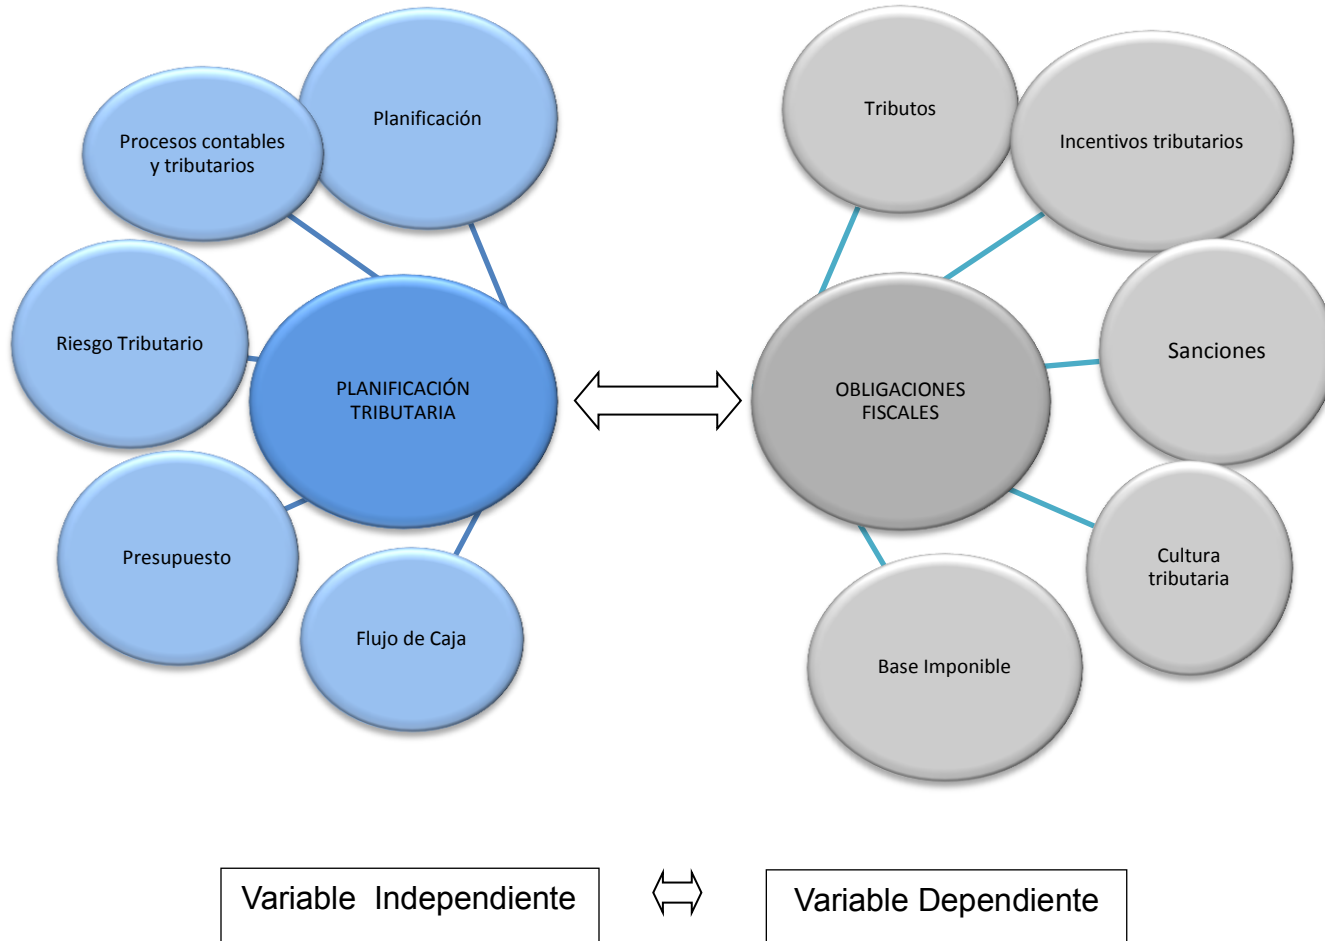 Planificación
Procesos contables
y tributarios
Riesgo Tributario
PLANIFICACIÓN
TRIBUTARIA
Presupuesto
Flujo de Caja
Tributos
Incentivos tributarios
Sanciones
OBLIGACIONES
FISCALES
Cultura
tributaria
Base Imponible
Variable  Independiente
Variable Dependiente